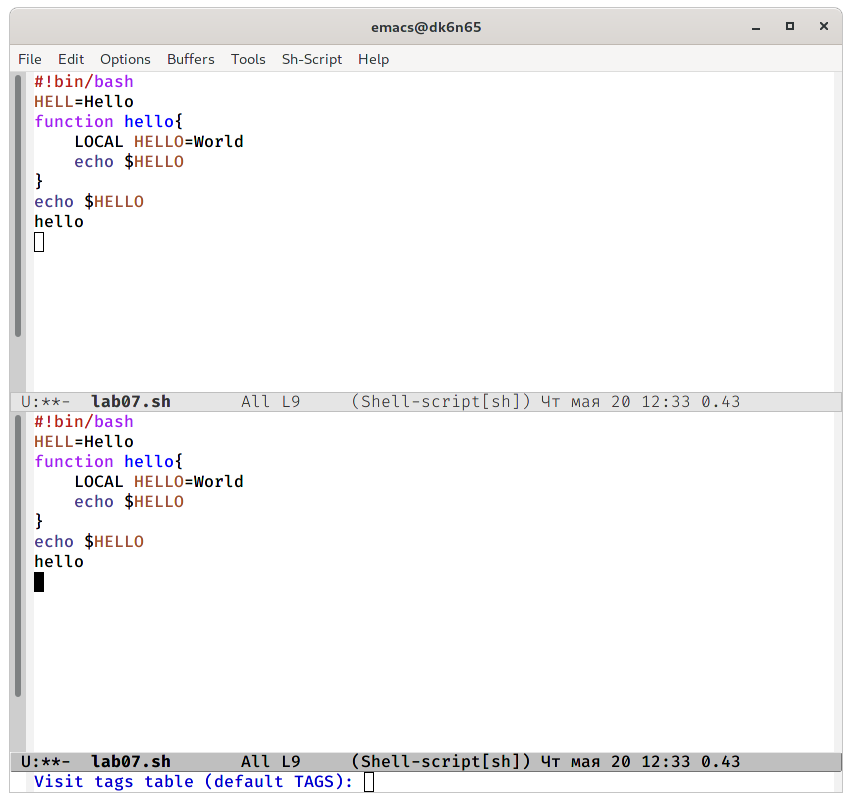 emacs@dk6n65
File Edit Options Buffers Tools Sh-Script Help
#!bin/bash
HELL=Hello
function hello{
    LOCAL HELLO=World
    echo $HELLO
}
echo $HELLO
hello
U:**-  lab07.sh       All L9     (Shell-script[sh]) Чт мая 20 12:33 0.43
#!bin/bash
HELL=Hello
function hello{
    LOCAL HELLO=World
    echo $HELLO
}
echo $HELLO
hello
U:**-  lab07.sh       All L9     (Shell-script[sh]) Чт мая 20 12:33 0.43
Visit tags table (default TAGS):